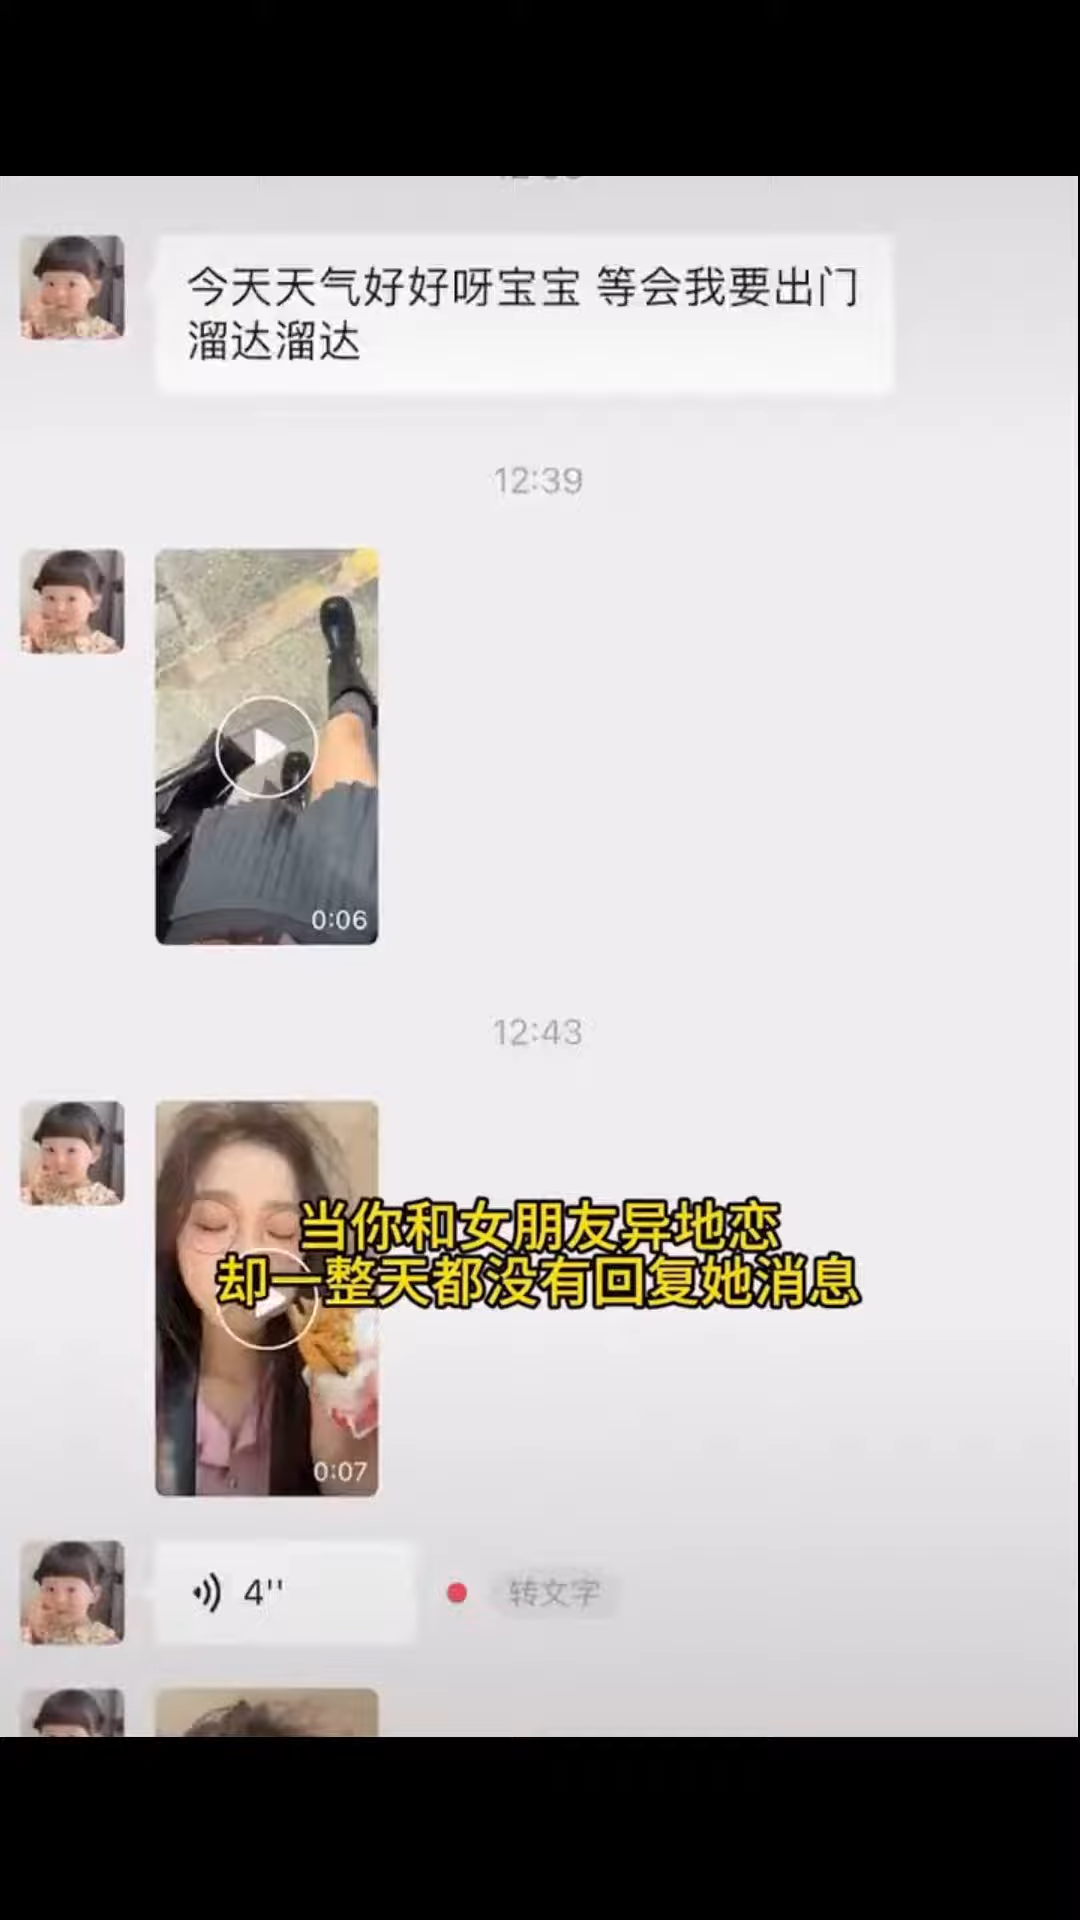 今天天气好好呀宝宝 等会我要出门
溜达溜达
12:39
0:06
12:43
当你和女朋友异地恋
却一整天都没有回复她消息
0:07
4''
转文字